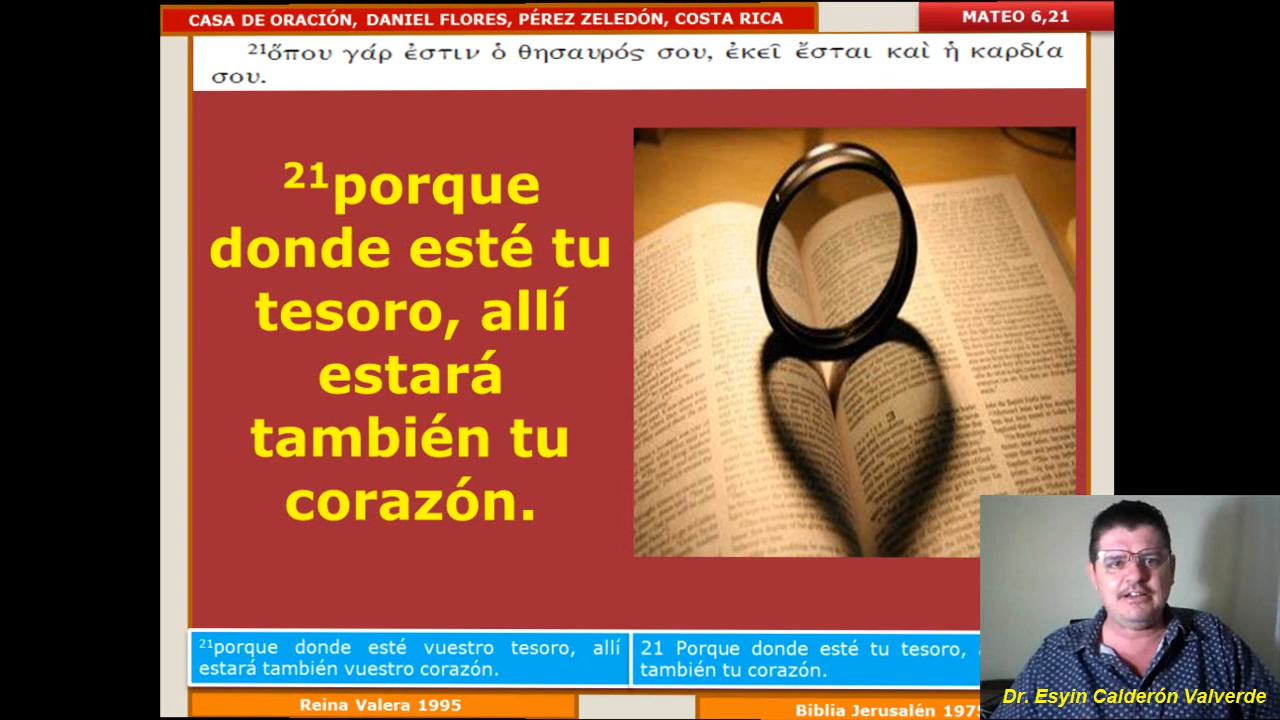 CASA DE ORACIÓN, DANIEL FLORES, PÉREZ ZELEDÓN, COSTA RICA
MATEO 6,21
²¹ὅπου γάρ ἐστιν ὁ θησαυρός σου, ἐκεῖ ἔσται καὶ ἡ καρδία
σου.
²¹porque
donde esté tu
tesoro, allí
estará
también tu
corazón.
²¹porque donde esté vuestro tesoro, allí
estará también vuestro corazón.
21 Porque donde esté tu tesoro,
también tu corazón.
Reina Valera 1995
Biblia Jerusalén 1975
Dr. Esyin Calderón Valverde